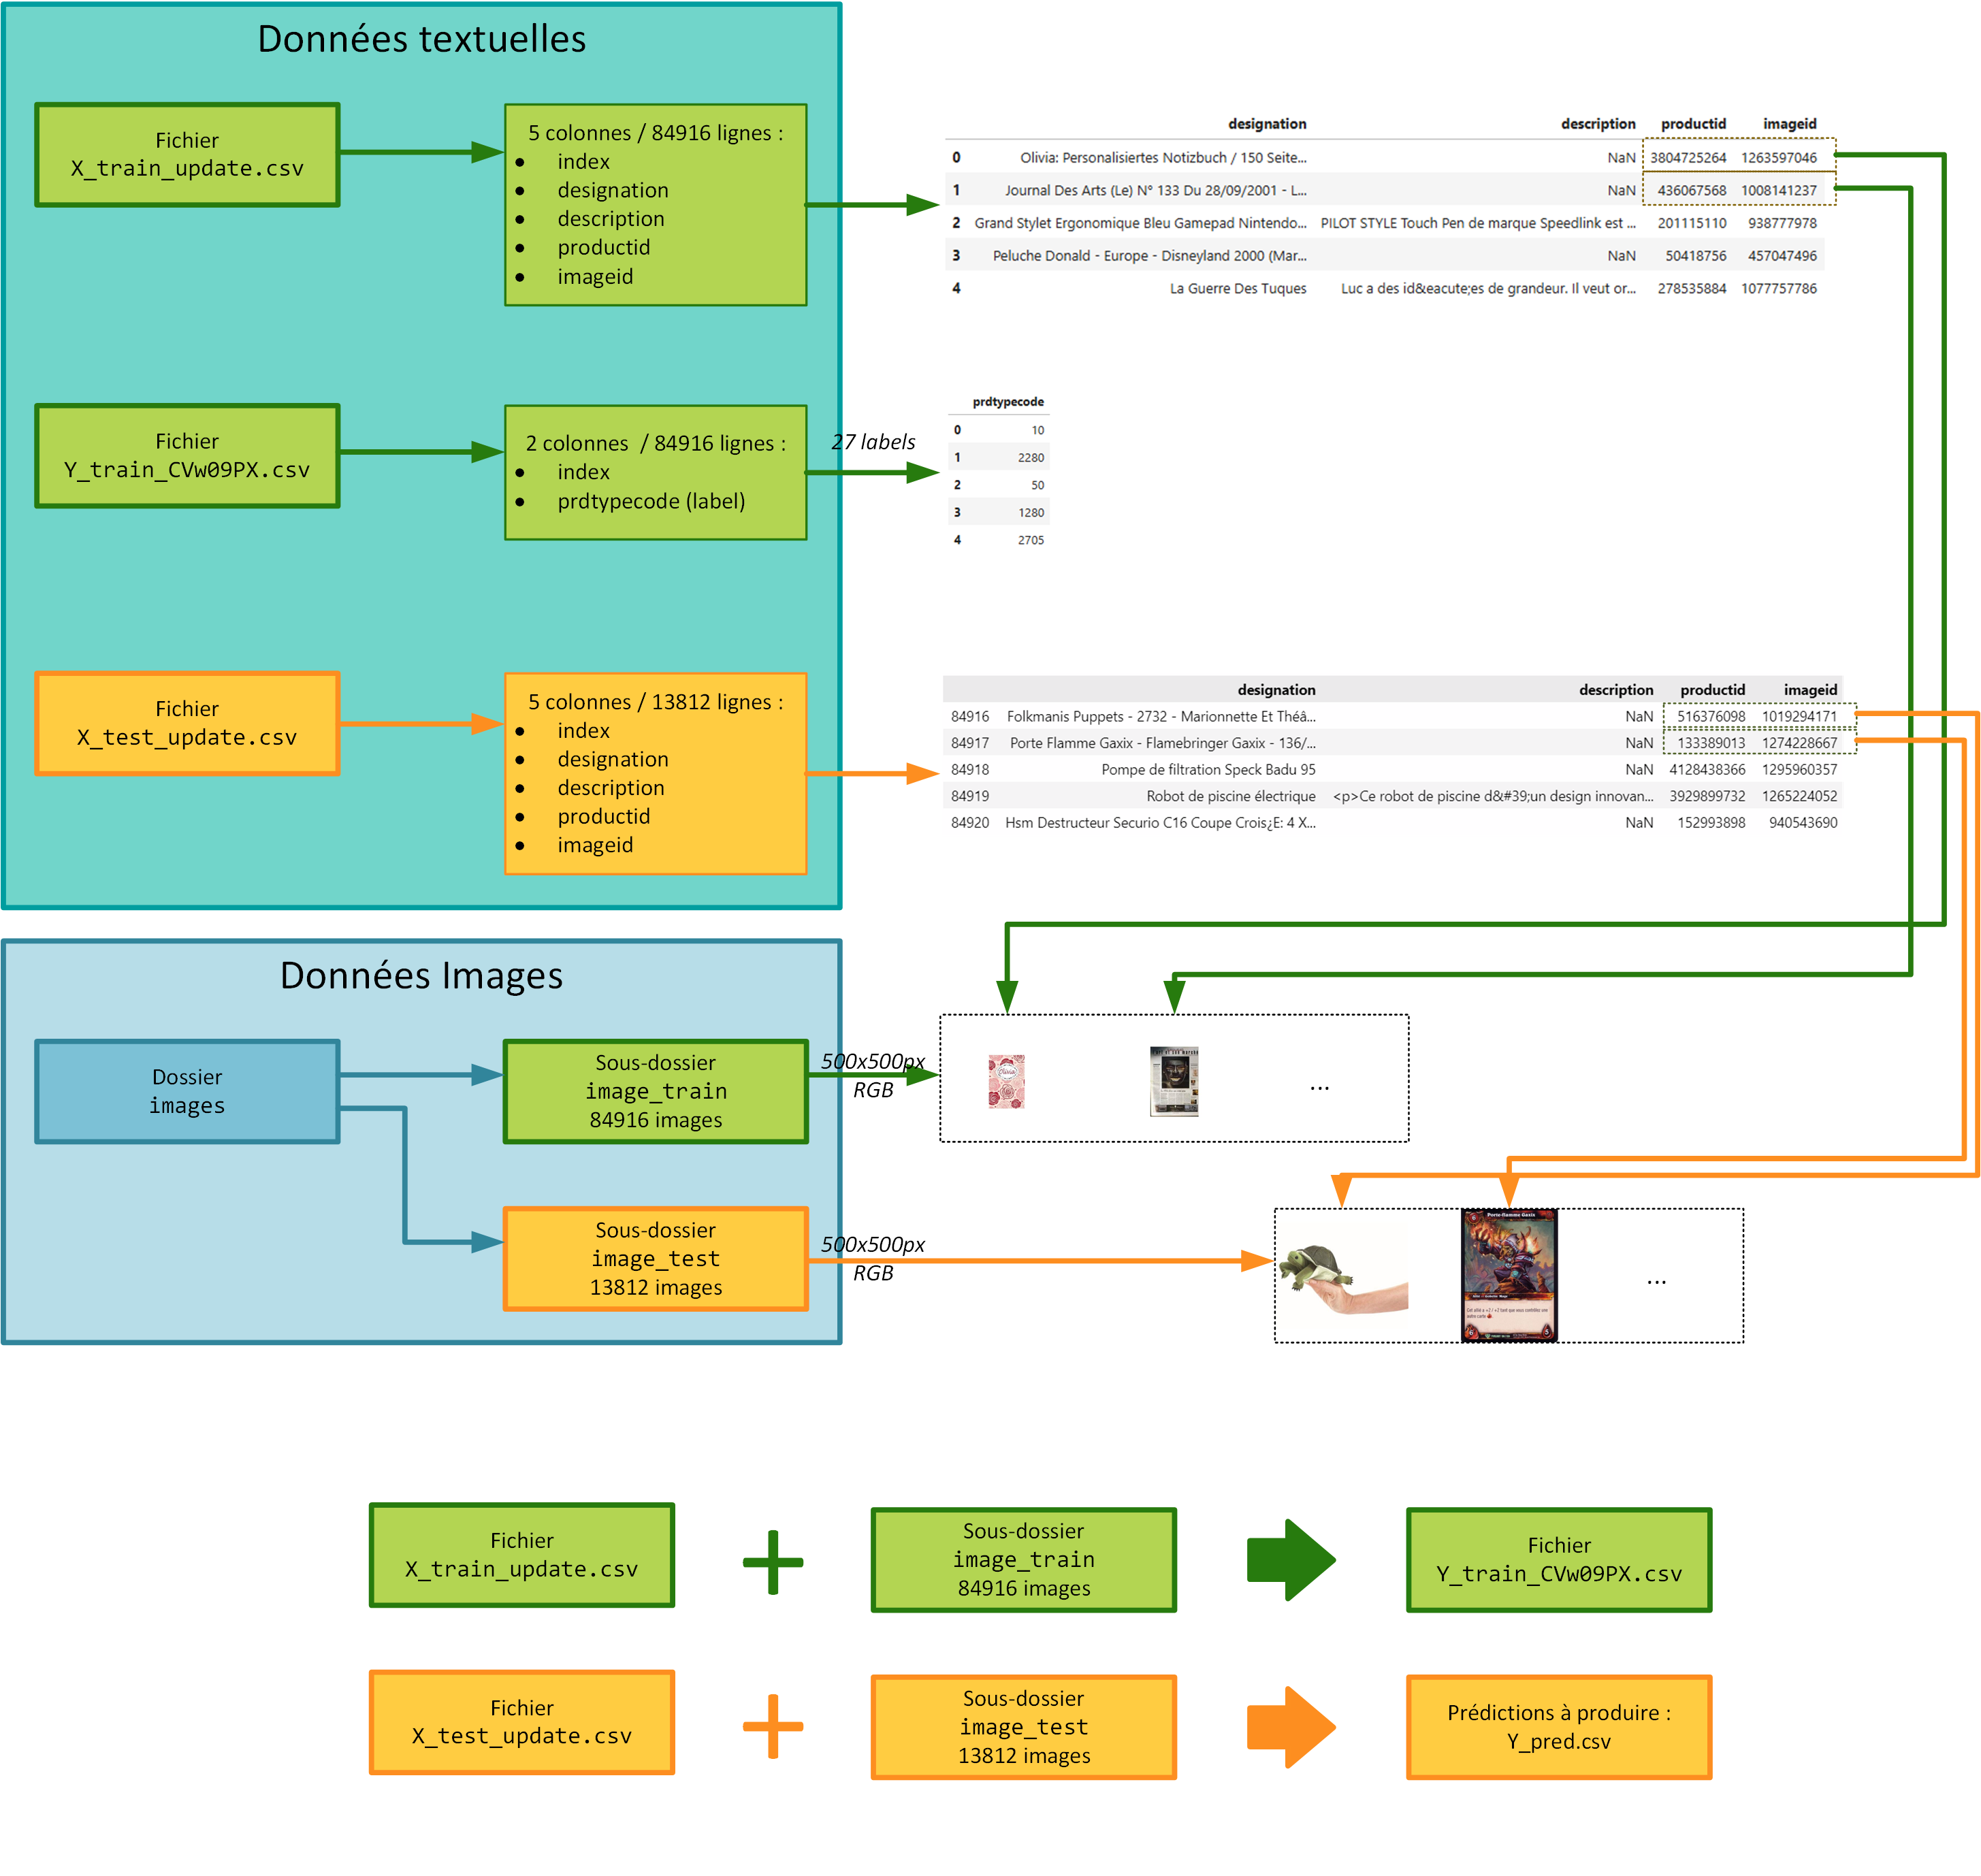 Données textuelles
Fichier
X_train_update.csv
5 colonnes / 84916 lignes :
• index
• designation
• description
• productid
• imageid
designation description productid imageid
0 Olivia: Personalisiertes Notizbuch / 150 Seite... NaN 3804725264 1263597046
1 Journal Des Arts (Le) N° 133 Du 28/09/2001 - L... NaN 436067568 1008141237
2 Grand Stylet Ergonomique Bleu Gamepad Nintendo... PILOT STYLE Touch Pen de marque Speedlink est ... 201115110 938777978
3 Peluche Donald - Europe - Disneyland 2000 (Mar... NaN 50418756 457047496
4 La Guerre Des Tuques Luc a des id&eacute;es de grandeur. Il veut or... 278535884 1077757786
Fichier
Y_train_CVw09PX.csv
2 colonnes / 84916 lignes :
• index
• prdtypecode (label)
27 labels
prdtypecode
0 10
1 2280
2 50
3 1280
4 2705
Fichier
X_test_update.csv
5 colonnes / 13812 lignes :
• index
• designation
• description
• productid
• imageid
designation description productid imageid
84916 Folkmanis Puppets - 2732 - Marionnette Et Théâ... NaN 516376098 1019294171
84917 Porte Flamme Gaxix - Flamebringer Gaxix - 136/... NaN 133389013 1274228667
84918 Pompe de filtration Speck Badu 95 NaN 4128438366 1295960357
84919 Robot de piscine électrique <p>Ce robot de piscine d&#39;un design innovan... 3929899732 1265224052
84920 Hsm Destructeur Securio C16 Coupe Crois¿E: 4 X... NaN 152993898 940543690
Données Images
Dossier
images
Sous-dossier
image_train
84916 images
500x500px
RGB
...
Sous-dossier
image_test
13812 images
500x500px
RGB
Porte-flamme Gaxix
...
Fichier
X_train_update.csv
+
Sous-dossier
image_train
84916 images
Fichier
Y_train_CVw09PX.csv
Fichier
X_test_update.csv
+
Sous-dossier
image_test
13812 images
Prédictions à produire :
Y_pred.csv